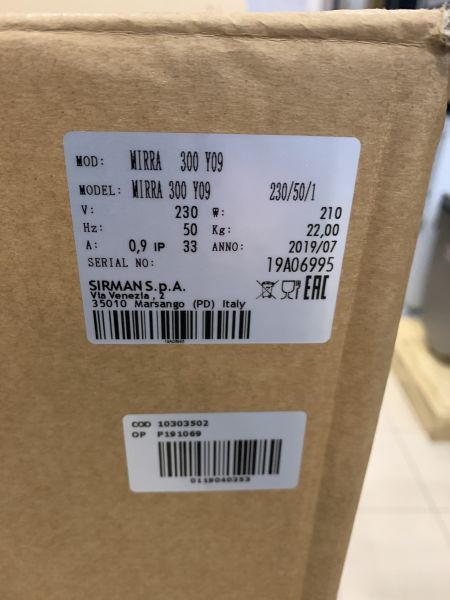 MOD: MIRRA 300 Y09
MODEL: MIRRA 300 Y09 230/50/1
V: 230 W: 210
Hz: 50 Kg: 22,00
A: 0,9 IP 33 ANNO: 2019/07
SERIAL NO: 19A06995
SIRMAN S.p.A.
Via Venezia , 2
35010 Marsango (PD) Italy
EAC
19A06995
COD 10303502
OP P191069
0119040253